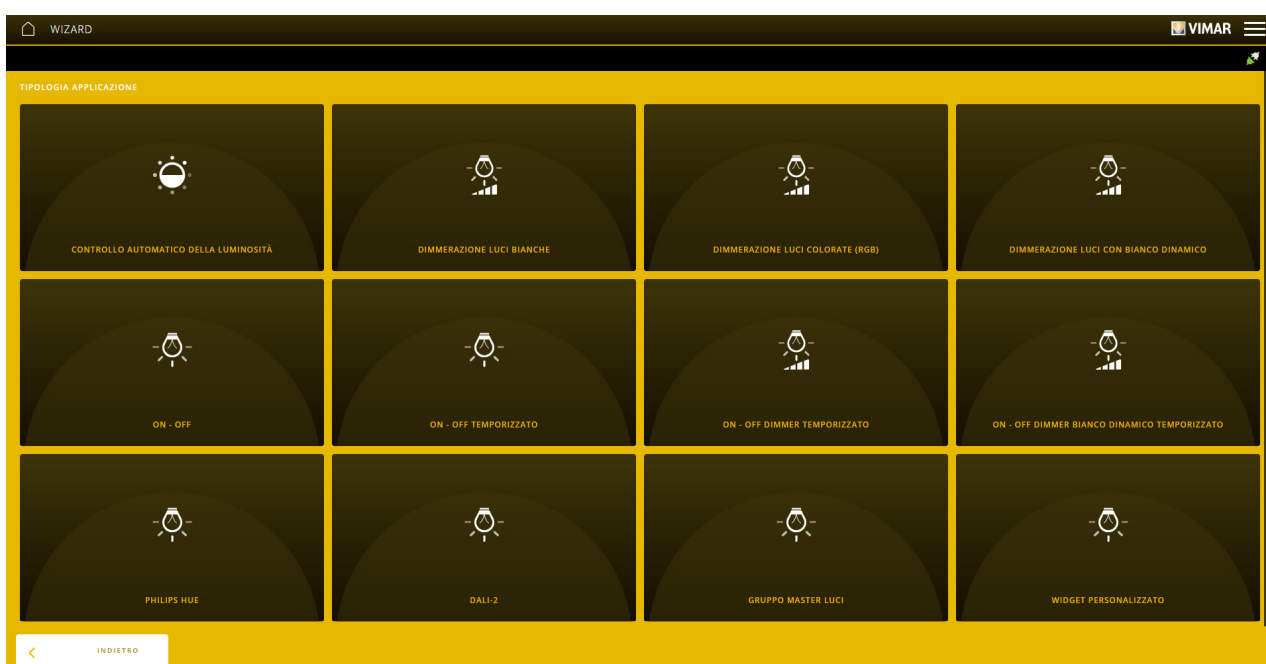 WIZARD
VIMAR
TIPOLOGIA APPLICAZIONE
CONTROLLO AUTOMATICO DELLA LUMINOSITÀ
DIMMERAZIONE LUCI BIANCHE
DIMMERAZIONE LUCI COLORATE (RGB)
DIMMERAZIONE LUCI CON BIANCO DINAMICO
ON - OFF
ON - OFF TEMPORIZZATO
ON - OFF DIMMER TEMPORIZZATO
ON - OFF DIMMER BIANCO DINAMICO TEMPORIZZATO
PHILIPS HUE
DALI-2
GRUPPO MASTER LUCI
WIDGET PERSONALIZZATO
INDIETRO